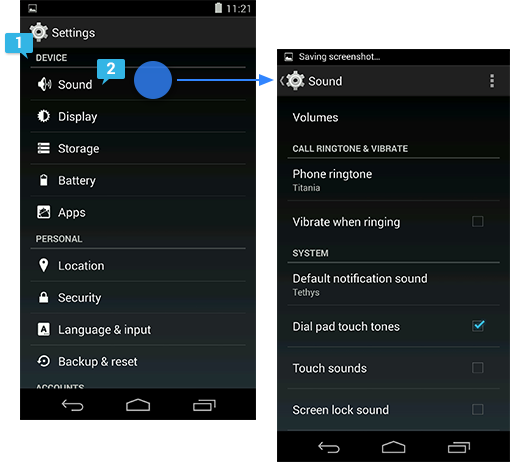 11:21
Settings
1
DEVICE
2
Sound
Display
Storage
Battery
Apps
PERSONAL
Location
Security
Language & input
A
Backup & reset
ACCOUNTS
Saving screenshot...
Sound
Volumes
CALL RINGTONE & VIBRATE
Phone ringtone
Titania
Vibrate when ringing
SYSTEM
Default notification sound
Tethys
Dial pad touch tones
Touch sounds
Screen lock sound